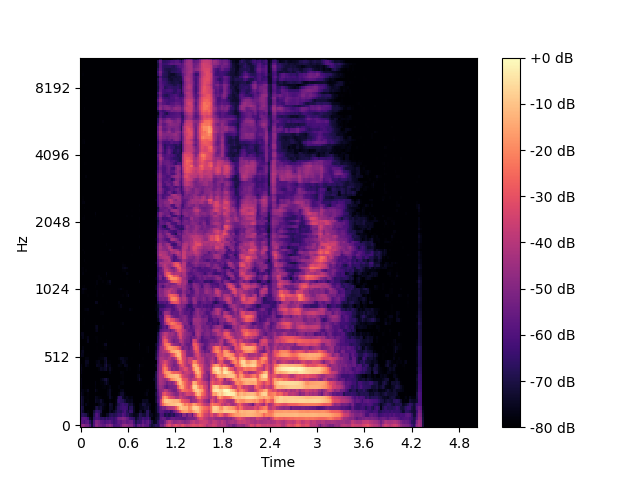 8192
4096
2048
1024
512
0
Hz
0 0.6 1.2 1.8 2.4 3 3.6 4.2 4.8
Time
+0 dB
-10 dB
-20 dB
-30 dB
-40 dB
-50 dB
-60 dB
-70 dB
-80 dB